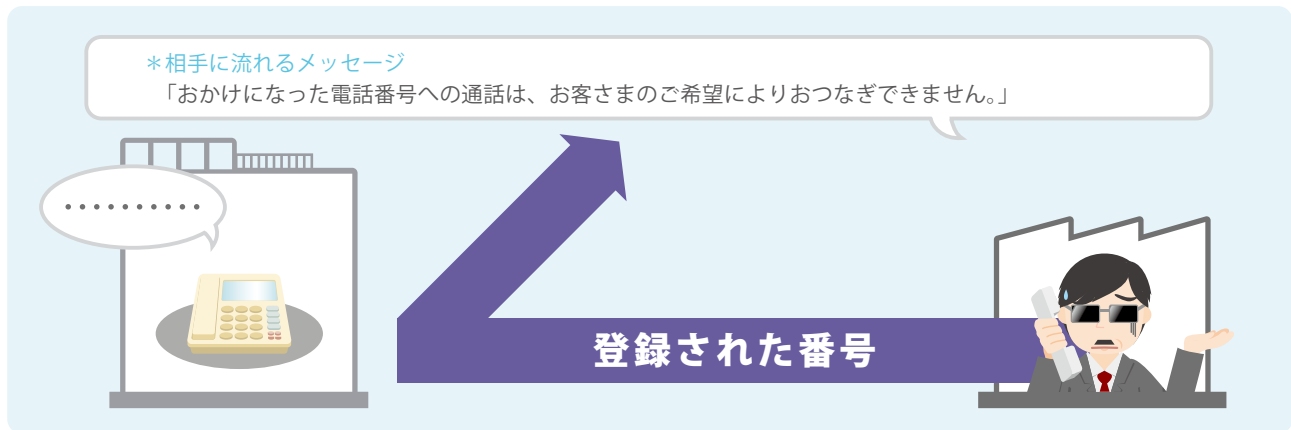 ＊相手に流れるメッセージ
「おかけになった電話番号への通話は、お客さまのご希望によりおつなぎできません。」
・・・・・・・・・・
登録された番号